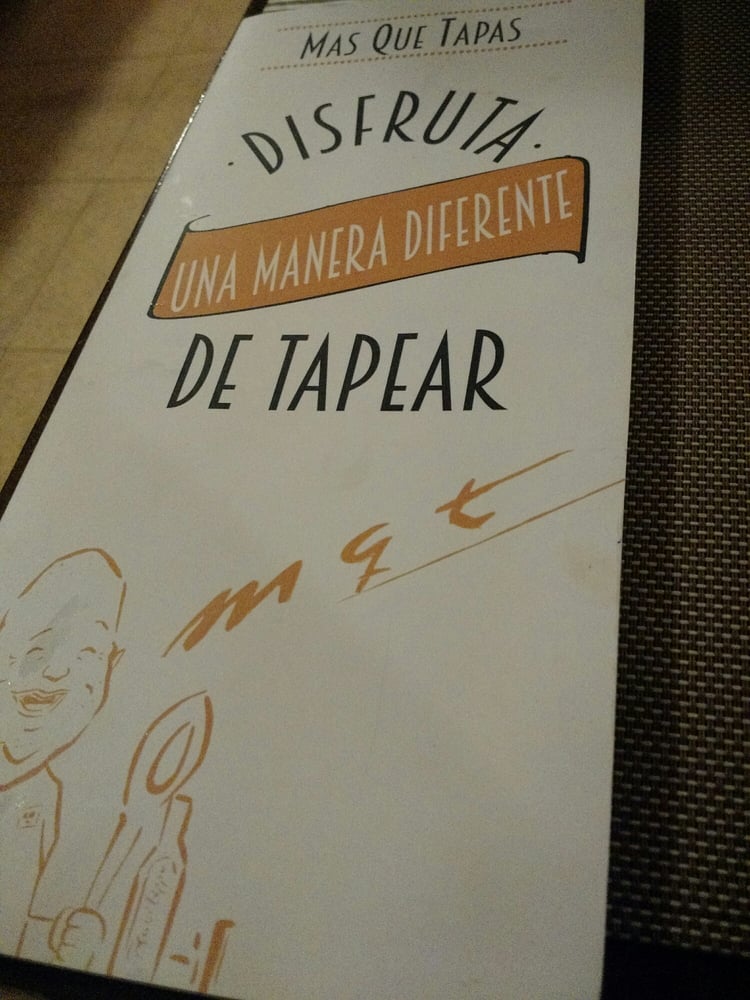 MAS QUE TAPAS
·DISFRUTA·
UNA MANERA DIFERENTE
DE TAPEAR
mqt